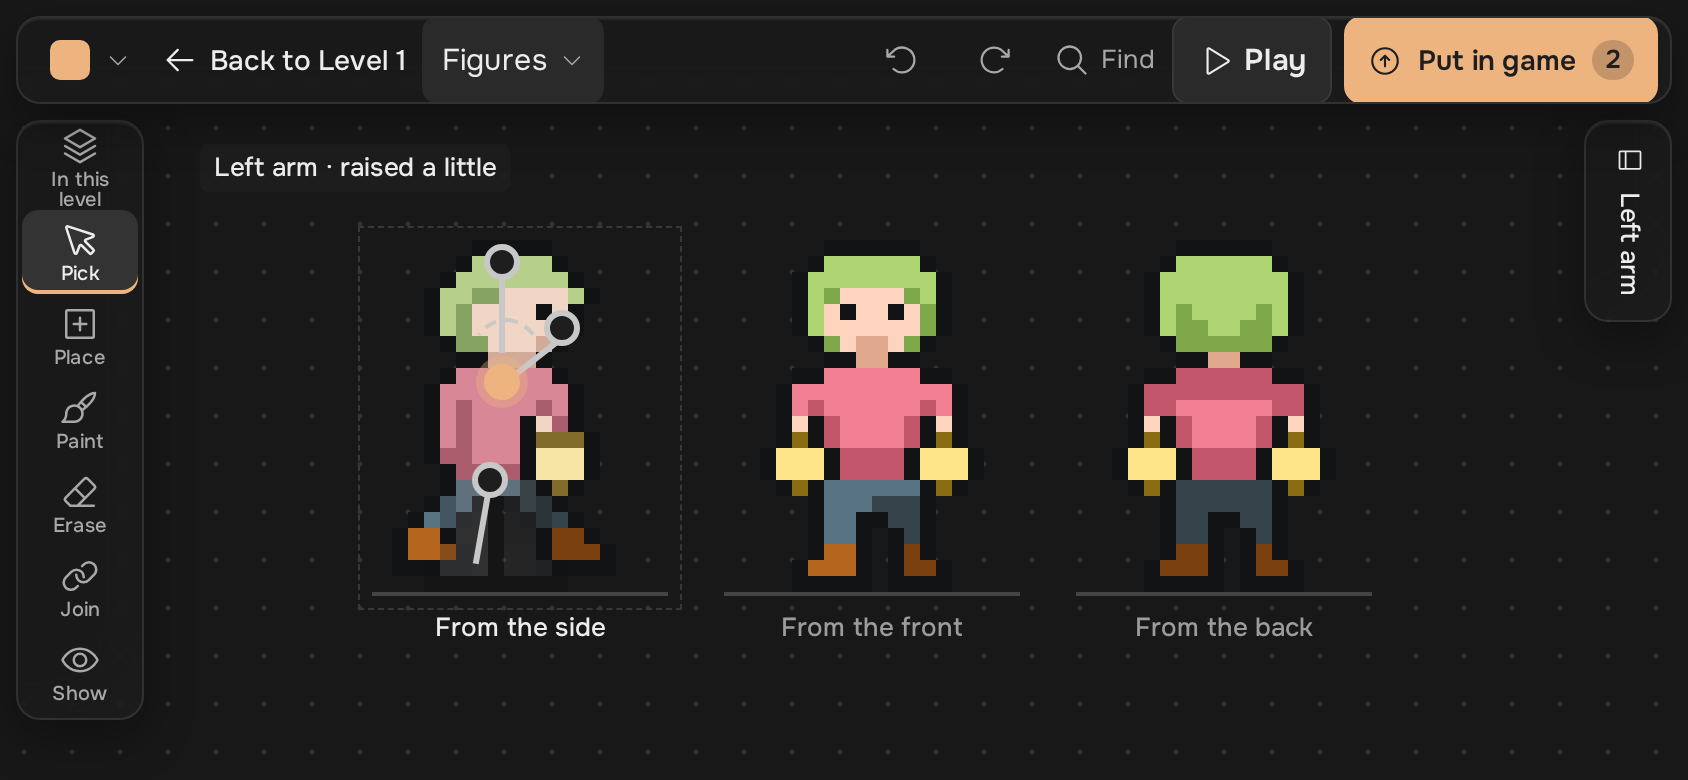 Back to Level 1
Figures
Find
Play
Put in game 2
In this
level
Pick
Place
Paint
Erase
Join
Show
Left arm · raised a little
From the side
From the front
From the back
Left arm